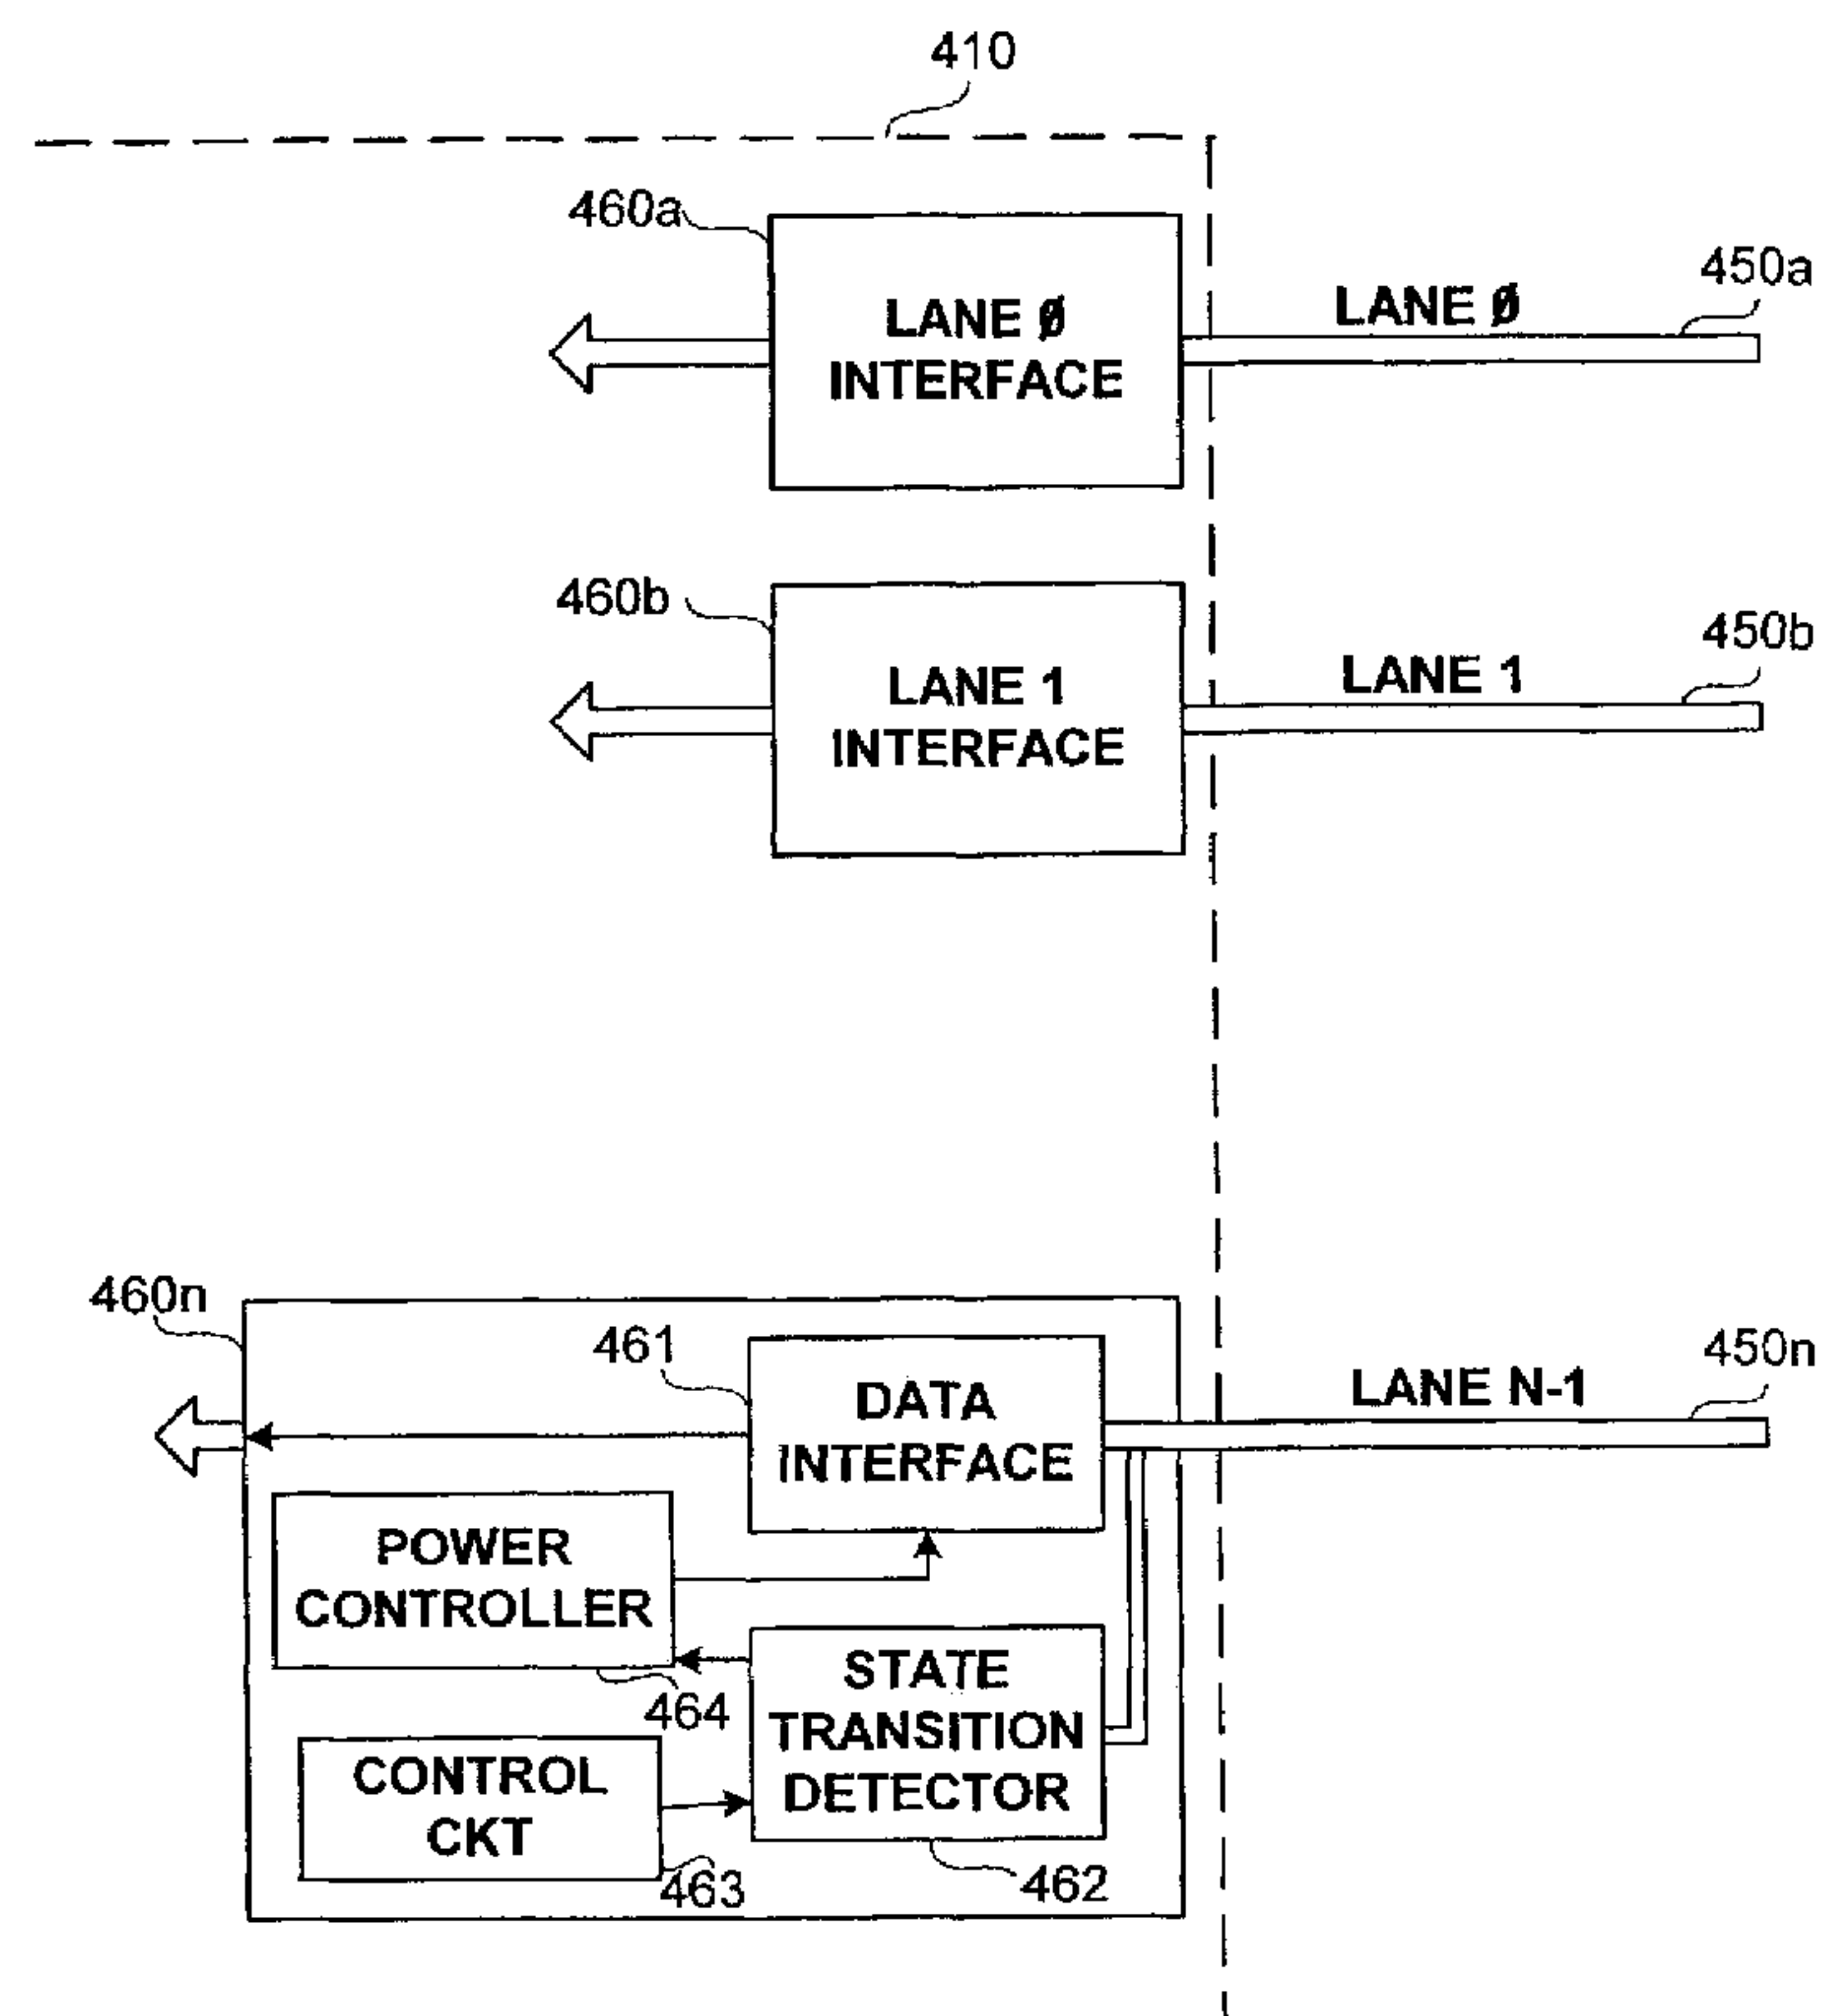 410
460a
LANE Ø
INTERFACE
LANE Ø
450a
460b
LANE 1
INTERFACE
LANE 1
450b
460n
461
DATA
INTERFACE
LANE N-1
450n
POWER
CONTROLLER
464
STATE
TRANSITION
DETECTOR
462
CONTROL
CKT
463